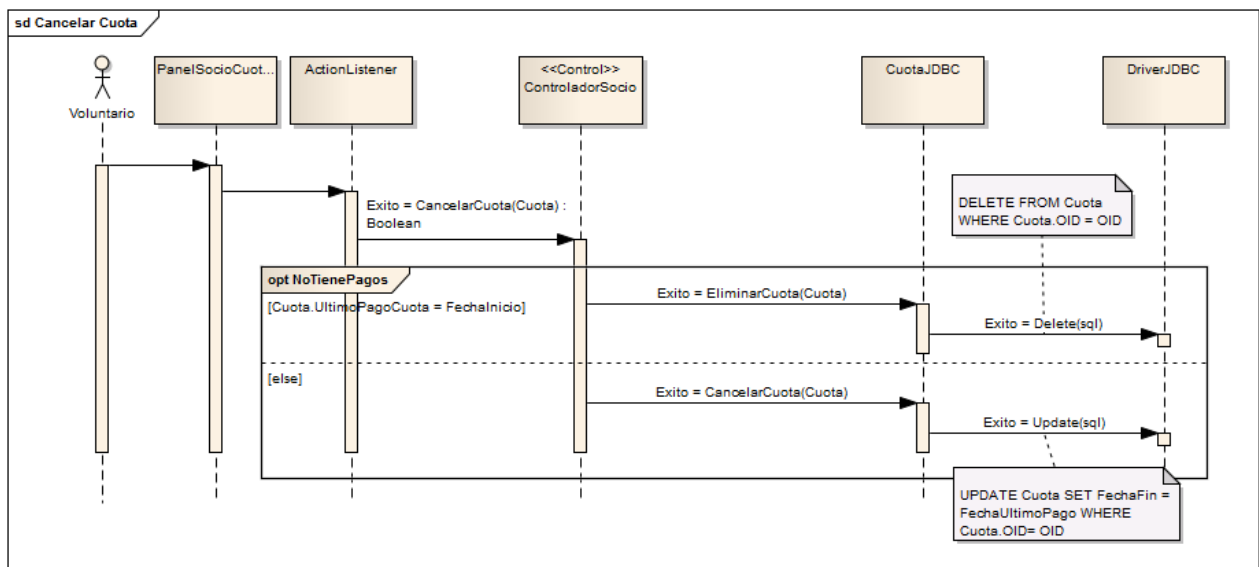 sd Cancelar Cuota
Voluntario
PanelSocioCuot...
ActionListener
<<Control>>
ControladorSocio
CuotaJDBC
DriverJDBC
Exito = CancelarCuota(Cuota) :
Boolean
DELETE FROM Cuota
WHERE Cuota.OID = OID
opt NoTienePagos
[Cuota.UltimoPagoCuota = FechaInicio]
Exito = EliminarCuota(Cuota)
Exito = Delete(sql)
[else]
Exito = CancelarCuota(Cuota)
Exito = Update(sql)
UPDATE Cuota SET FechaFin =
FechaUltimoPago WHERE
Cuota.OID= OID